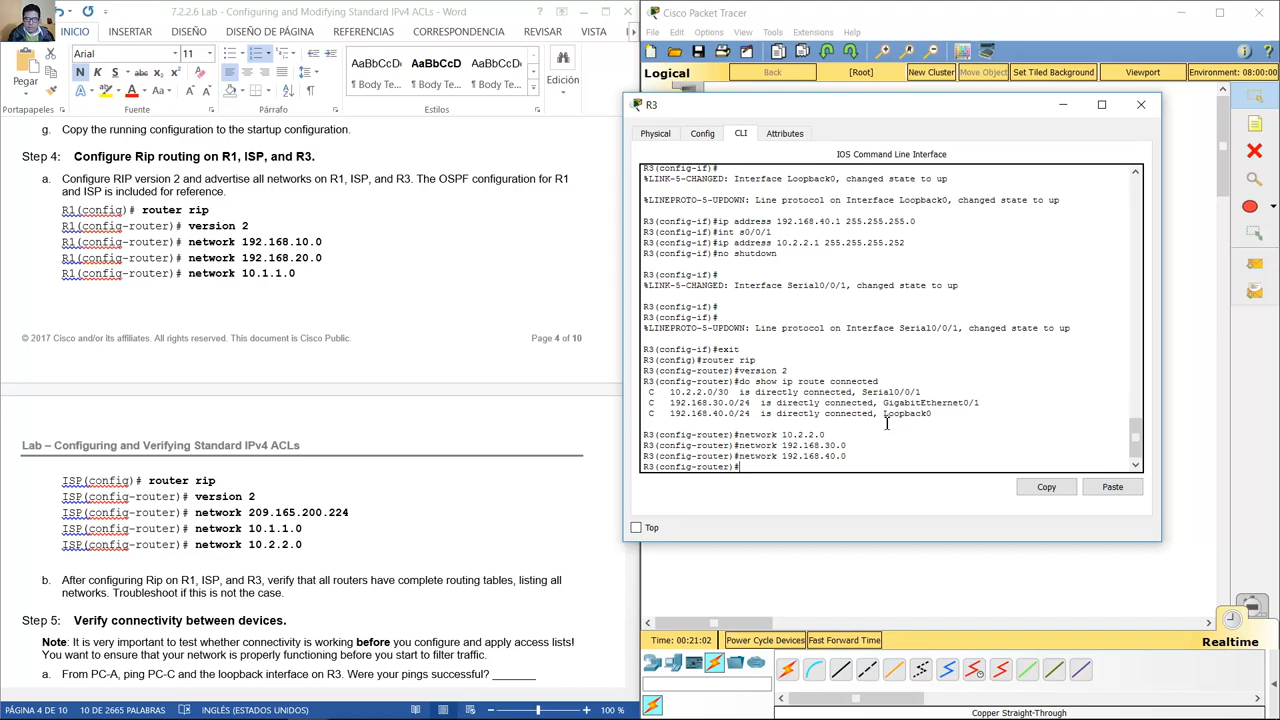 7.2.2.6 Lab - Configuring and Modifying Standard IPv4 ACLs - Word
INICIO
INSERTAR
DISEÑO
DISEÑO DE PÁGINA
REFERENCIAS
CORRESPONDENCIA
REVISAR
VISTA
Arial
11
Pegar
AaBbCcDc
AaBbCcD
AaBbCcDc
¶ Body Te...
¶ Body Te...
¶ Body Te...
Edición
Portapapeles
Fuente
Párrafo
Estilos
g. Copy the running configuration to the startup configuration.
Step 4: Configure Rip routing on R1, ISP, and R3.
a. Configure RIP version 2 and advertise all networks on R1, ISP, and R3. The OSPF configuration for R1
and ISP is included for reference.
R1(config)# router rip
R1(config-router)# version 2
R1(config-router)# network 192.168.10.0
R1(config-router)# network 192.168.20.0
R1(config-router)# network 10.1.1.0
© 2017 Cisco and/or its affiliates. All rights reserved. This document is Cisco Public.
Page 4 of 10
Lab – Configuring and Verifying Standard IPv4 ACLs
ISP(config)# router rip
ISP(config-router)# version 2
ISP(config-router)# network 209.165.200.224
ISP(config-router)# network 10.1.1.0
ISP(config-router)# network 10.2.2.0
b. After configuring Rip on R1, ISP, and R3, verify that all routers have complete routing tables, listing all
networks. Troubleshoot if this is not the case.
Step 5: Verify connectivity between devices.
Note: It is very important to test whether connectivity is working before you configure and apply access lists!
You want to ensure that your network is properly functioning before you start to filter traffic.
a. From PC-A, ping PC-C and the loopback interface on R3. Were your pings successful? _______
PÁGINA 4 DE 10
10 DE 2665 PALABRAS
INGLÉS (ESTADOS UNIDOS)
100 %
Cisco Packet Tracer
File Edit Options View Tools Extensions Help
Logical
Back
[Root]
New Cluster
Move Object
Set Tiled Background
Viewport
Environment: 08:00:00
R3
Physical
Config
CLI
Attributes
IOS Command Line Interface
R3(config-if)#
%LINK-5-CHANGED: Interface Loopback0, changed state to up
%LINEPROTO-5-UPDOWN: Line protocol on Interface Loopback0, changed state to up
R3(config-if)#ip address 192.168.40.1 255.255.255.0
R3(config-if)#int s0/0/1
R3(config-if)#ip address 10.2.2.1 255.255.255.252
R3(config-if)#no shutdown
R3(config-if)#
%LINK-5-CHANGED: Interface Serial0/0/1, changed state to up
R3(config-if)#
R3(config-if)#
%LINEPROTO-5-UPDOWN: Line protocol on Interface Serial0/0/1, changed state to up
R3(config-if)#exit
R3(config)#router rip
R3(config-router)#version 2
R3(config-router)#do show ip route connected
C 10.2.2.0/30 is directly connected, Serial0/0/1
C 192.168.30.0/24 is directly connected, GigabitEthernet0/1
C 192.168.40.0/24 is directly connected, Loopback0
R3(config-router)#network 10.2.2.0
R3(config-router)#network 192.168.30.0
R3(config-router)#network 192.168.40.0
R3(config-router)#
Copy
Paste
Top
Time: 00:21:02
Power Cycle Devices
Fast Forward Time
Realtime
Copper Straight-Through